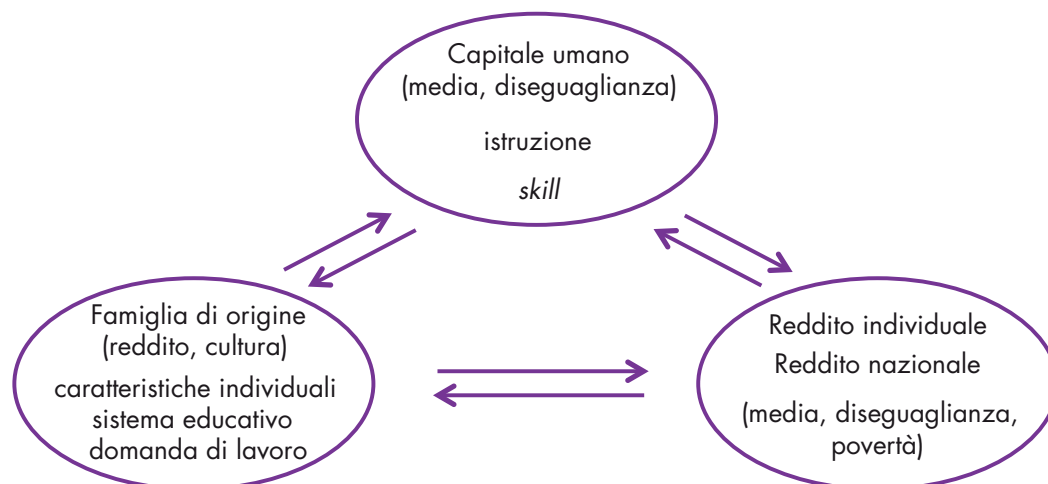 Capitale umano
(media, diseguaglianza)
istruzione
skill
Famiglia di origine
(reddito, cultura)
caratteristiche individuali
sistema educativo
domanda di lavoro
Reddito individuale
Reddito nazionale
(media, diseguaglianza,
povertà)